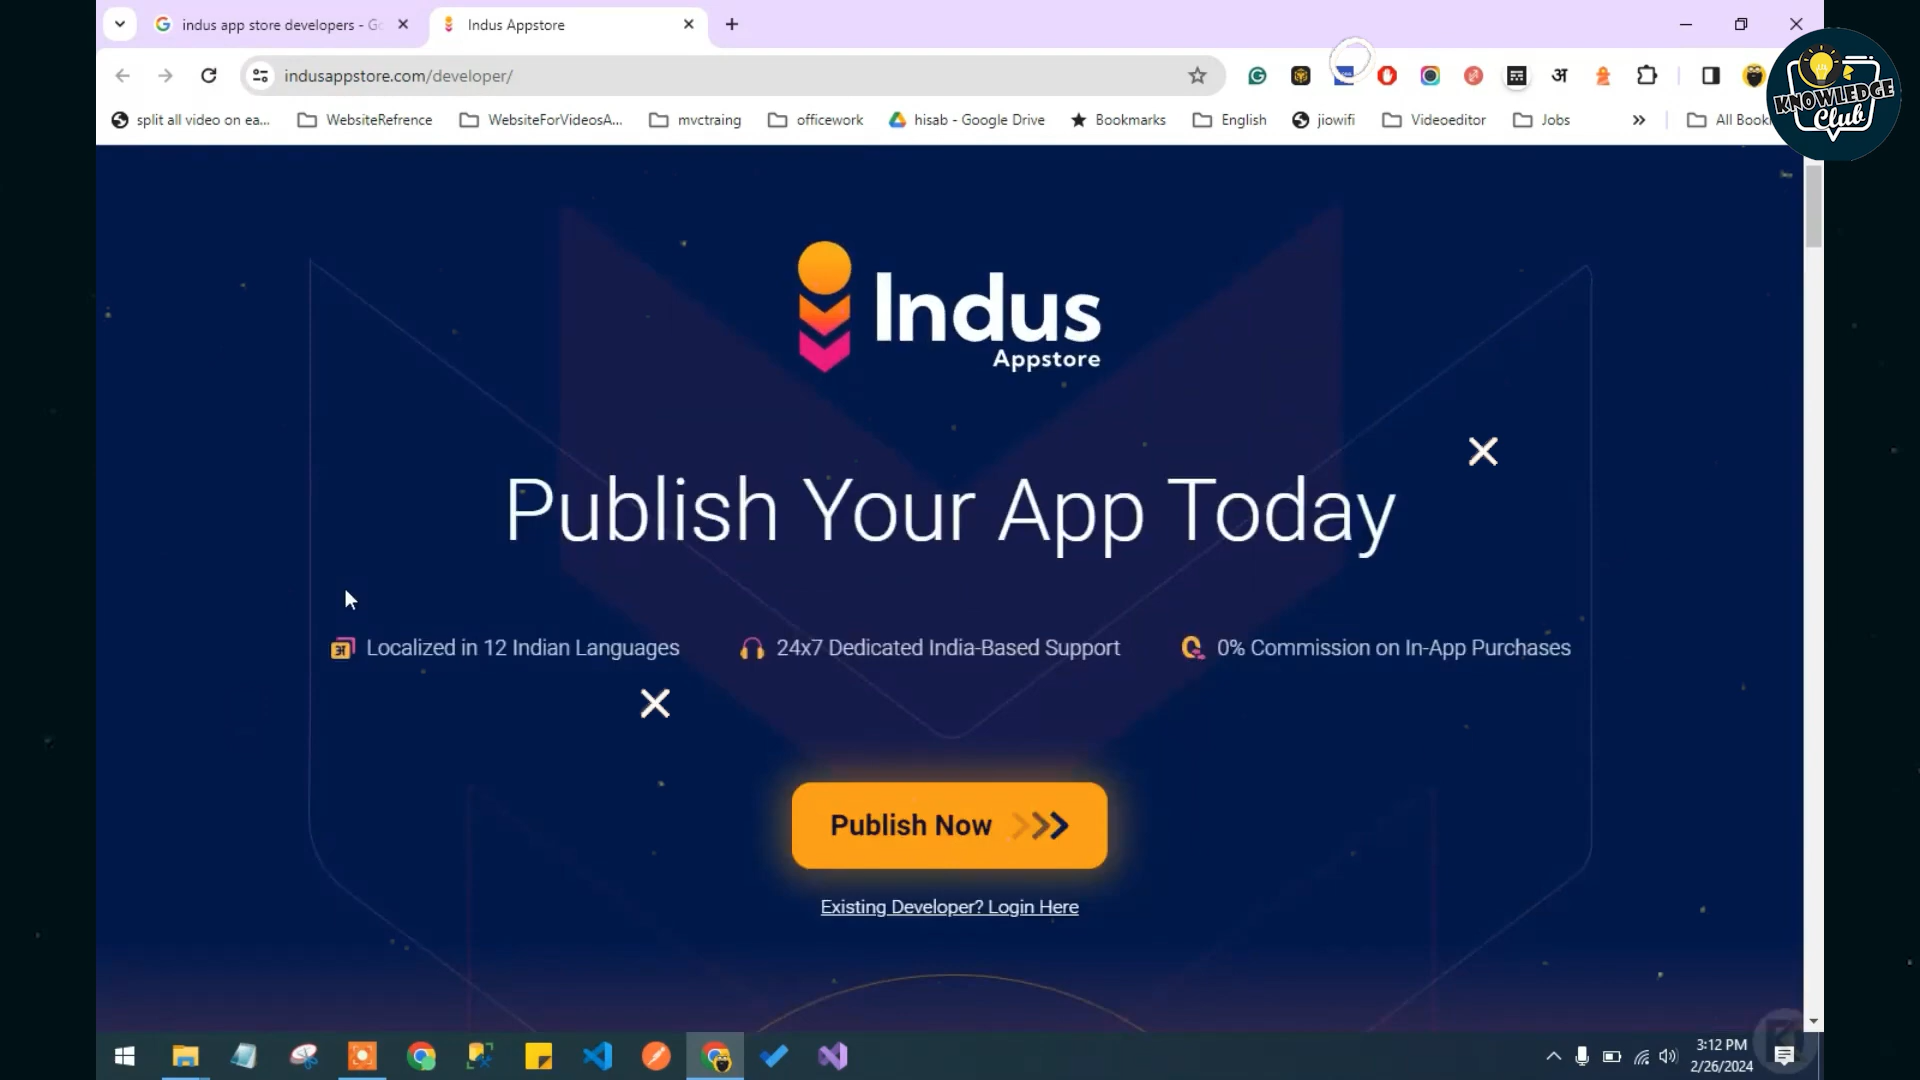 indus app store developers - Go
Indus Appstore
indusappstore.com/developer/
अ
split all video on ea...
WebsiteRefrence
WebsiteForVideosA...
mvctraing
officework
hisab - Google Drive
Bookmarks
English
jiowifi
Videoeditor
Jobs
»
All Book
KNOWLEDGE
Club
Indus
Appstore
Publish Your App Today
अ
Localized in 12 Indian Languages
24x7 Dedicated India-Based Support
0% Commission on In-App Purchases
Publish Now
Existing Developer? Login Here
3:12 PM
2/26/2024